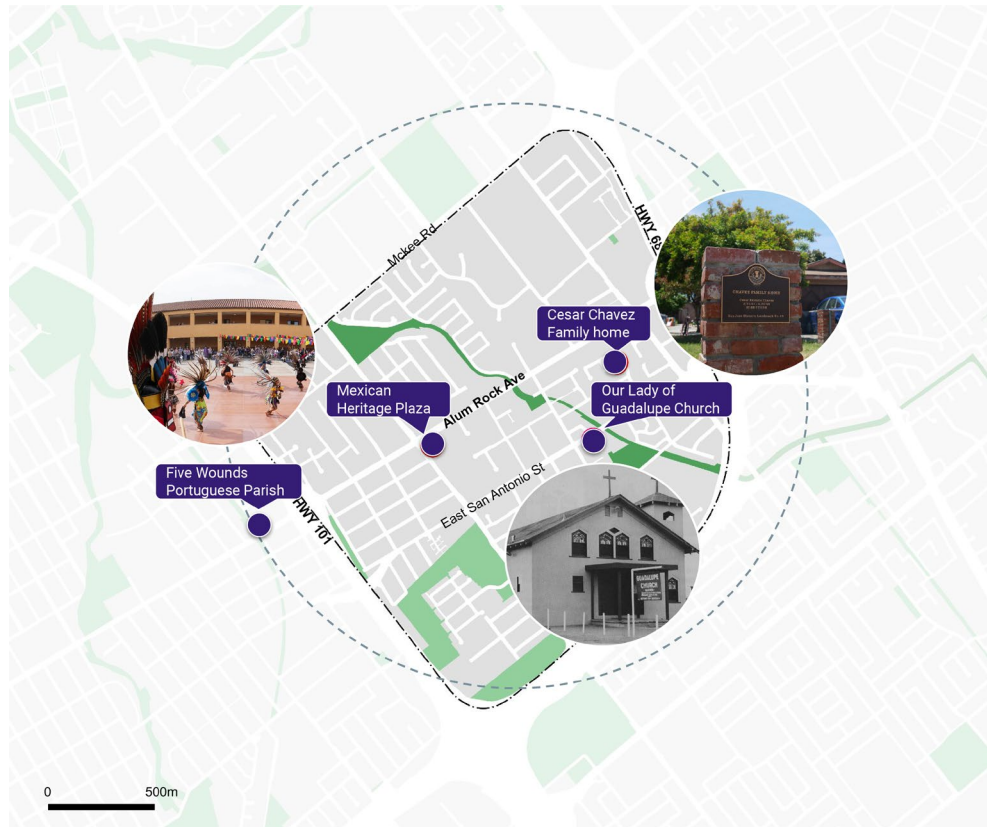 Mckee Rd
HWY 68
Cesar Chavez
Family home
Mexican
Heritage Plaza
Alum Rock Ave
Our Lady of
Guadalupe Church
East San Antonio St
Five Wounds
Portuguese Parish
HWY 101
CHAVEZ FAMILY HOME
GUADALUPE
CHURCH
0
500m